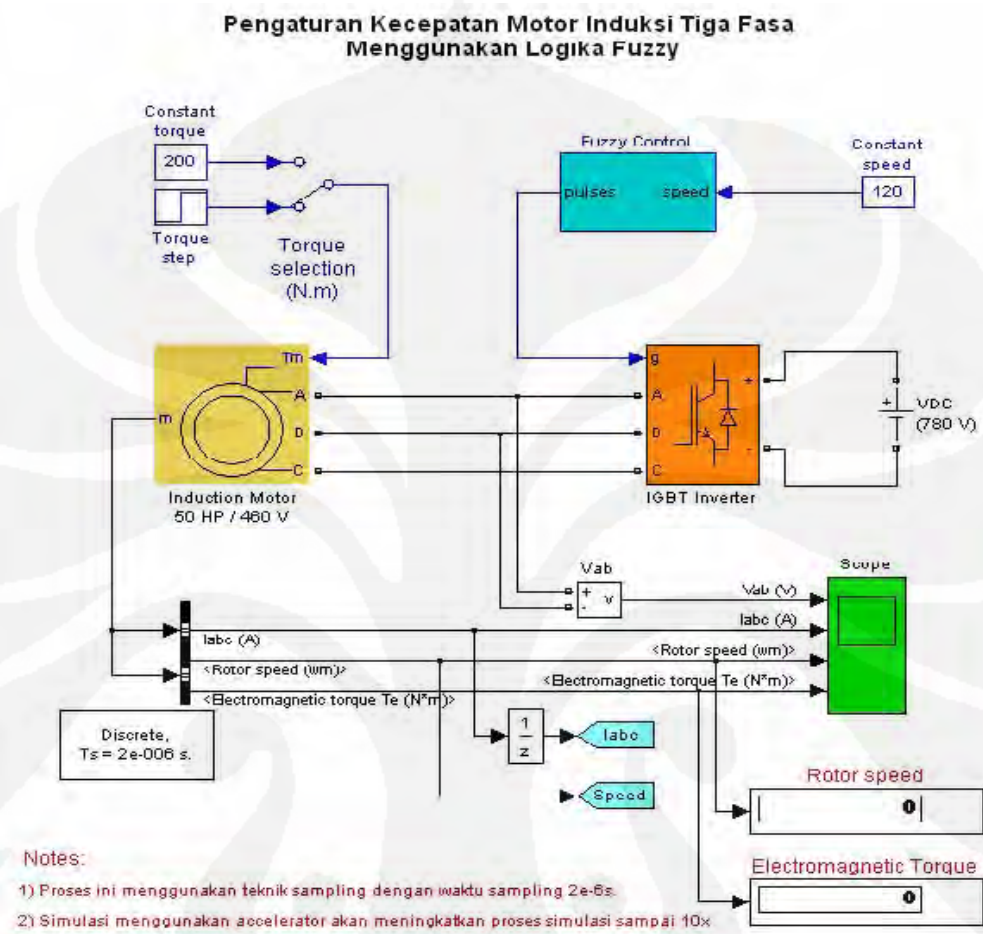 Pengaturan Kecepatan Motor Induksi Tiga Fasa
Menggunakan Logika Fuzzy
Constant
torque
200
Torque
step
Torque
selection
(N.m)
Fuzzy Control
pulses
speed
Constant
speed
120
Tm
m
A
D
C
Induction Motor
50 HP / 460 V
g
A
D
C
+
-
IGBT Inverter
+
VDC
(780 V)
Vab
+
-
v
Scope
Vab (V)
Iabc (A)
<Rotor speed (wm)>
<Electromagnetic torque Te (N*m)>
Iabc (A)
<Rotor speed (wm)>
<Electromagnetic torque Te (N*m)>
Discrete,
Ts = 2e-006 s.
1
z
Iabc
Speed
Rotor speed
0
Electromagnetic Torque
0
Notes:
1) Proses ini menggunakan teknik sampling dengan waktu sampling 2e-6s.
2) Simulasi menggunakan accelerator akan meningkatkan proses simulasi sampai 10x